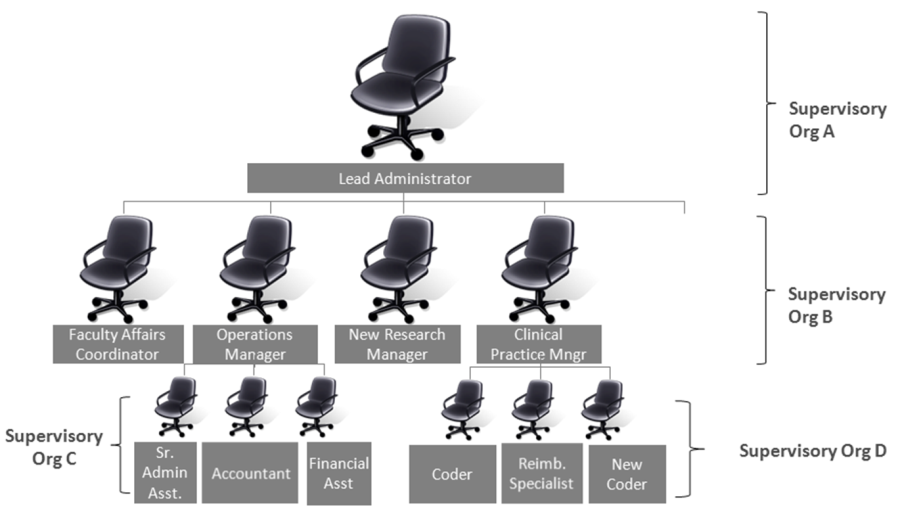 Supervisory
Org A
Lead Administrator
Supervisory
Org B
Faculty Affairs
Coordinator
Operations
Manager
New Research
Manager
Clinical
Practice Mngr
Supervisory
Org C
Sr.
Admin
Asst.
Accountant
Financial
Asst
Coder
Reimb.
Specialist
New
Coder
Supervisory Org D